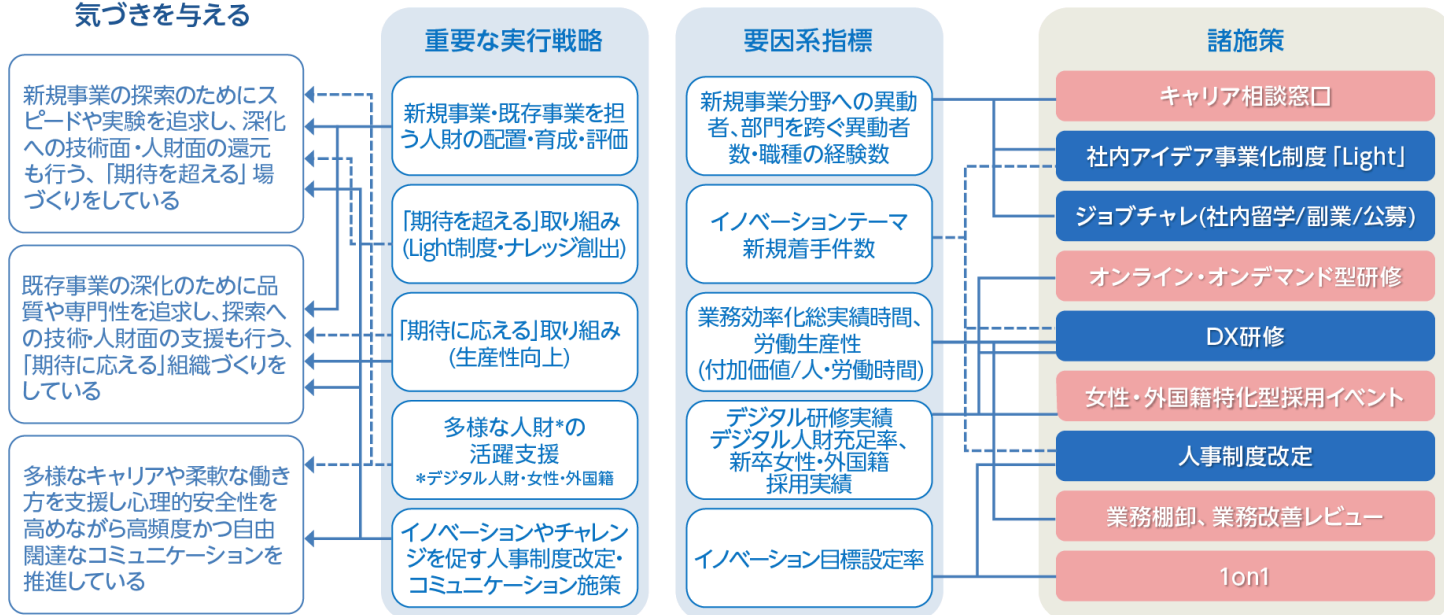 気づきを与える
新規事業の探索のためにス
ピードや実験を追求し、深化
への技術面・人財面の還元
も行う、「期待を超える」場
づくりをしている
既存事業の深化のために品
質や専門性を追求し、探索へ
の技術・人財面の支援も行う、
「期待に応える」組織づくりを
している
多様なキャリアや柔軟な働き
方を支援し心理的安全性を
高めながら高頻度かつ自由
闊達なコミュニケーションを
推進している
重要な実行戦略
新規事業・既存事業を担
う人財の配置・育成・評価
「期待を超える」取り組み
(Light制度・ナレッジ創出)
「期待に応える」取り組み
(生産性向上)
多様な人財*の
活躍支援
*デジタル人財・女性・外国籍
イノベーションやチャレン
ジを促す人事制度改定・
コミュニケーション施策
要因系指標
新規事業分野への異動
者、部門を跨ぐ異動者
数・職種の経験数
イノベーションテーマ
新規着手件数
業務効率化総実績時間、
労働生産性
(付加価値/人・労働時間)
デジタル研修実績
デジタル人財充足率、
新卒女性・外国籍
採用実績
イノベーション目標設定率
諸施策
キャリア相談窓口
社内アイデア事業化制度「Light」
ジョブチャレ(社内留学/副業/公募)
オンライン・オンデマンド型研修
DX研修
女性・外国籍特化型採用イベント
人事制度改定
業務棚卸、業務改善レビュー
1on1